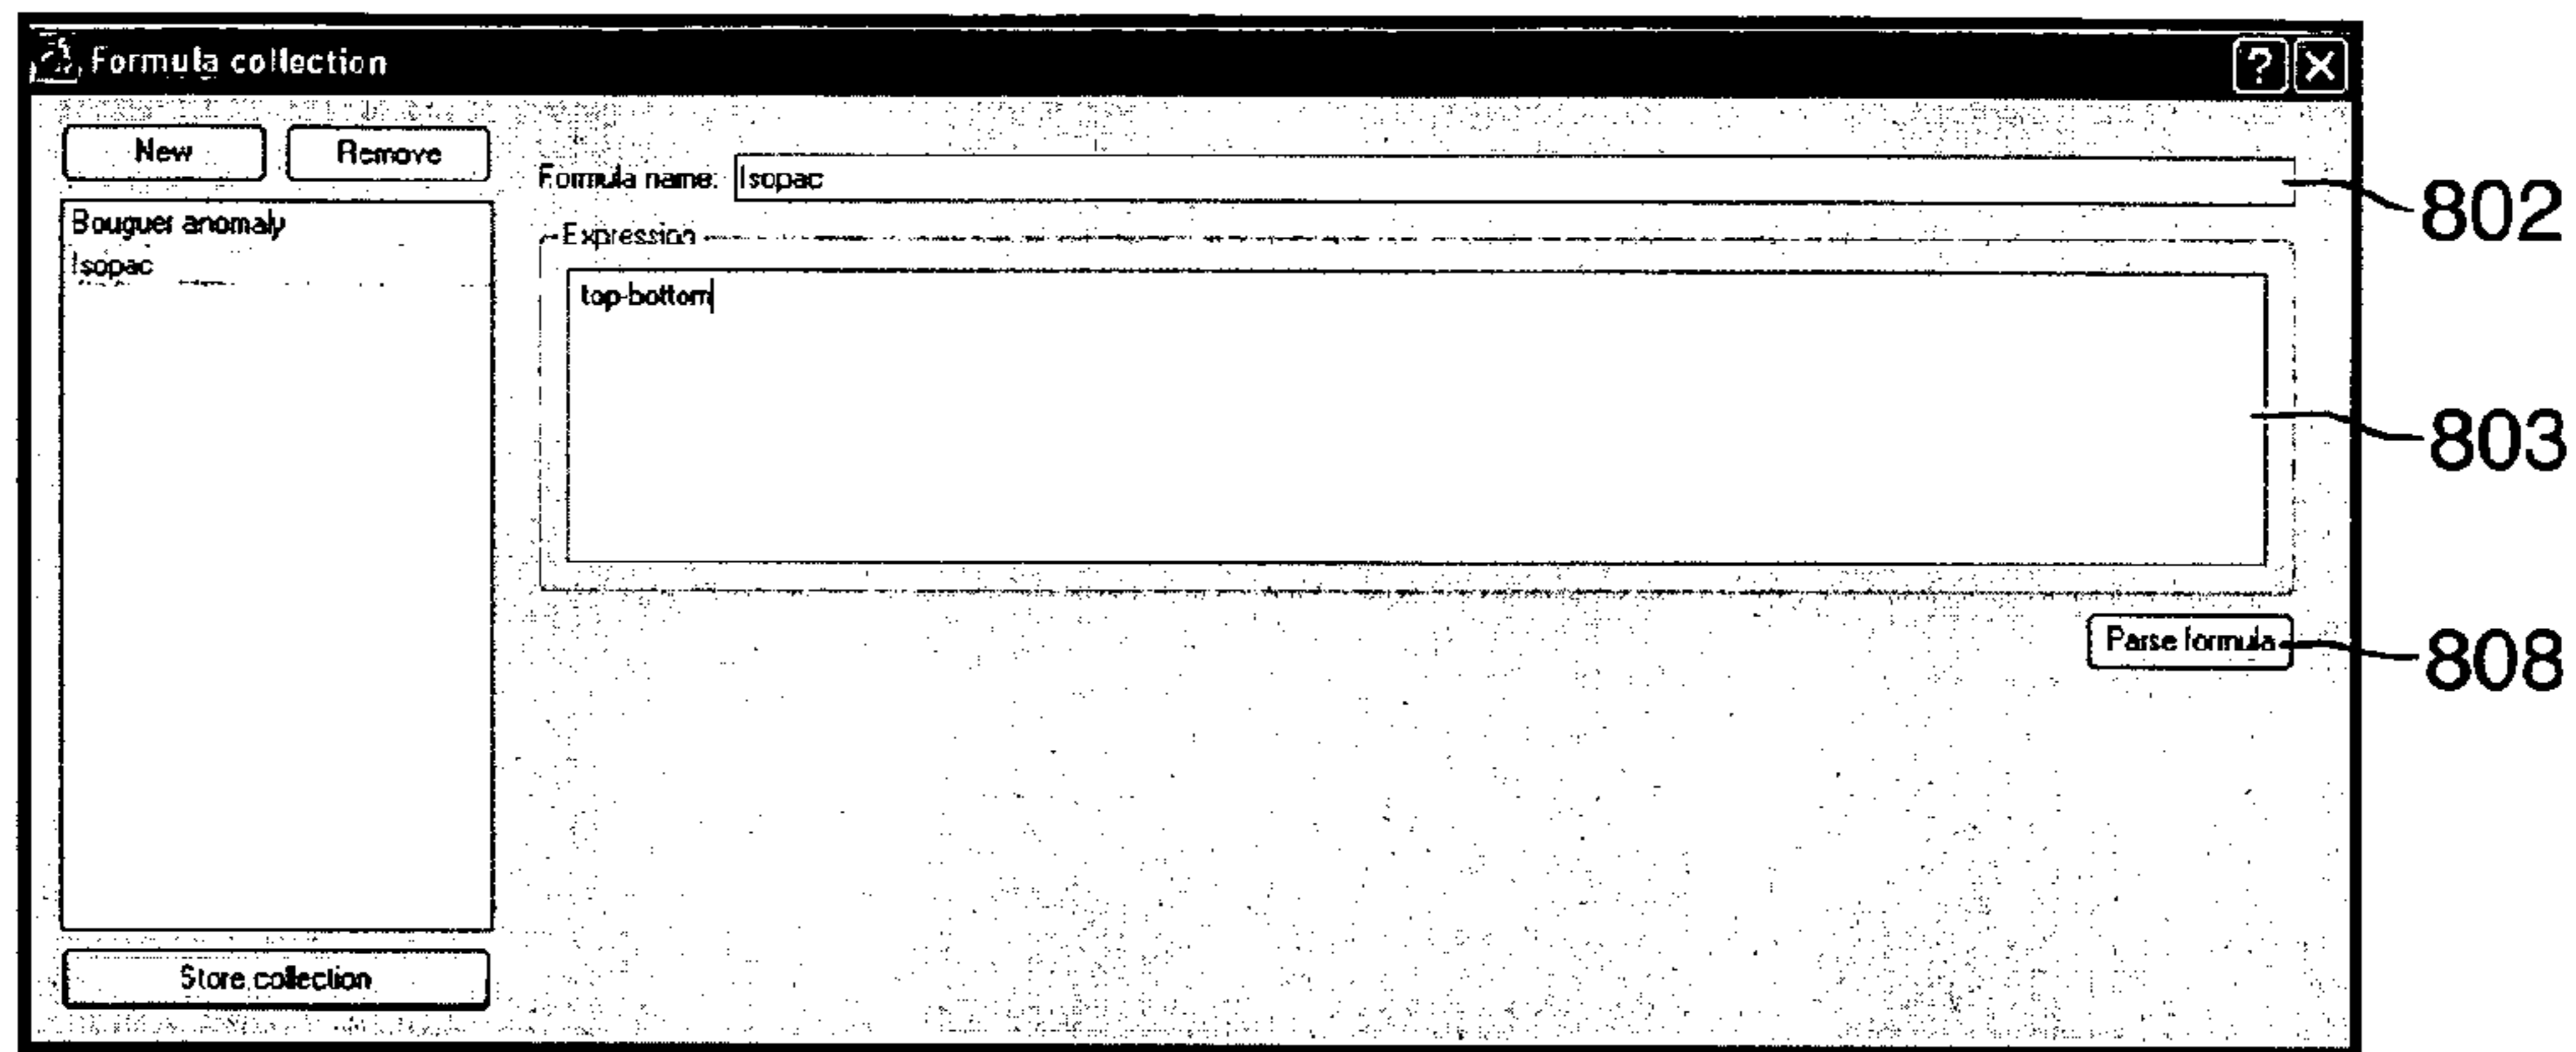 Formula collection
New
Remove
Bouguer anomaly
Isopac
Store collection
Formula name:
Isopac
Expression
top-bottom
Parse formula
802
803
808